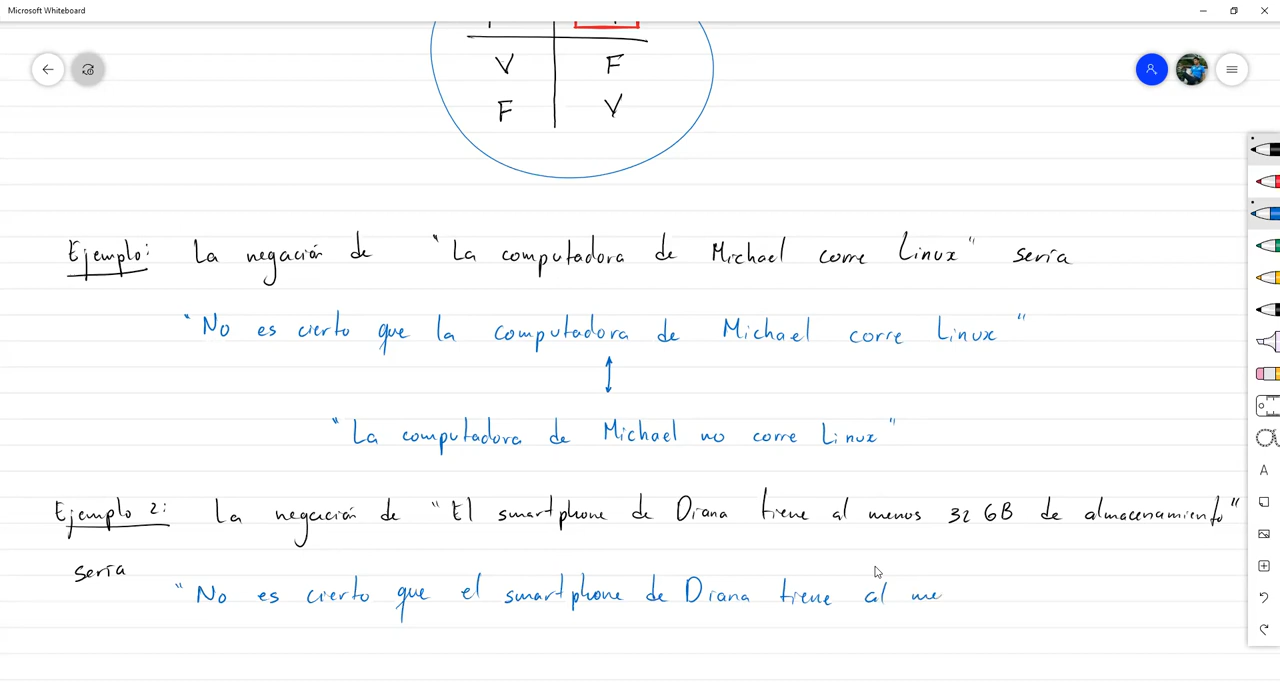 Microsoft Whiteboard
V F
F V
Ejemplo: La negación de "La computadora de Michael corre Linux" sería
"No es cierto que la computadora de Michael corre Linux"
"La computadora de Michael no corre Linux"
Ejemplo 2: La negación de "El smartphone de Diana tiene al menos 32 GB de almacenamiento"
sería
"No es cierto que el smartphone de Diana tiene al me